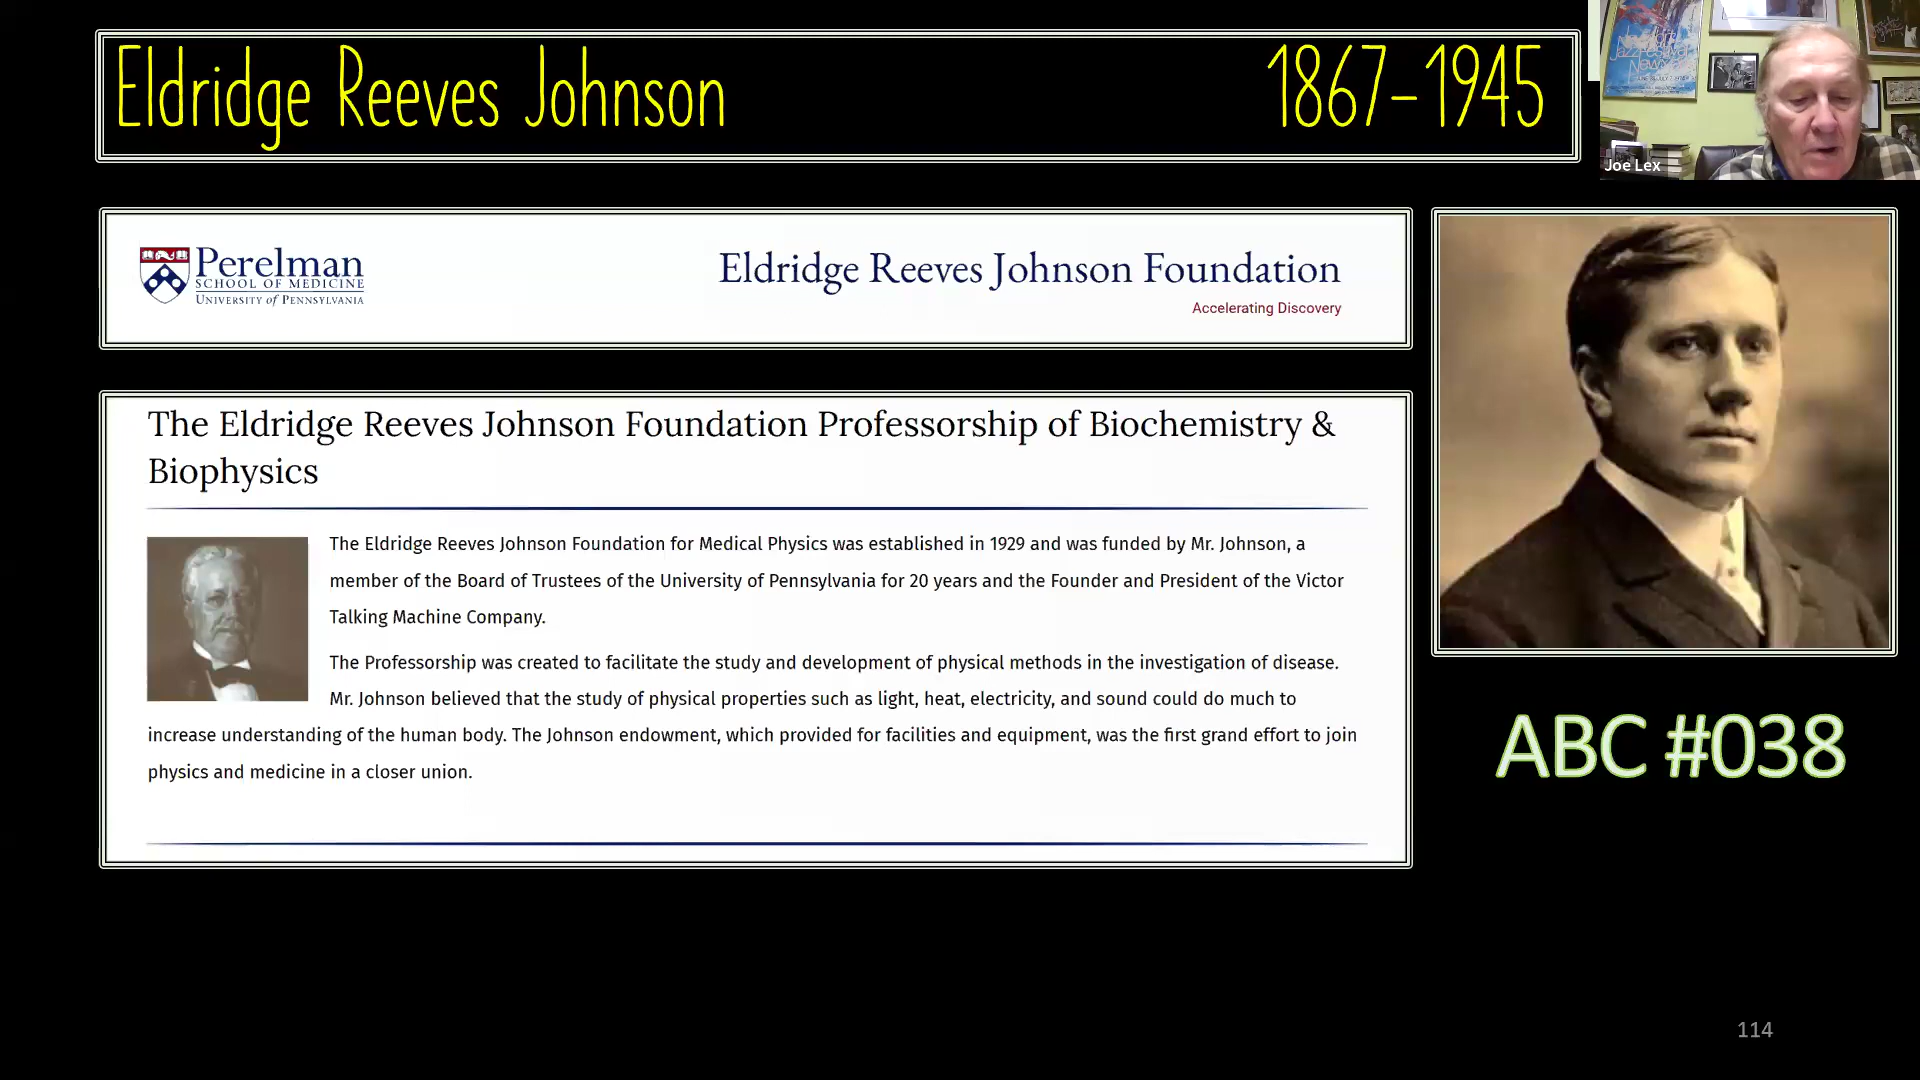 Eldridge Reeves Johnson 1867-1945
Joe Lex
Perelman
SCHOOL OF MEDICINE
UNIVERSITY of PENNSYLVANIA
Eldridge Reeves Johnson Foundation
Accelerating Discovery
The Eldridge Reeves Johnson Foundation Professorship of Biochemistry &
Biophysics
The Eldridge Reeves Johnson Foundation for Medical Physics was established in 1929 and was funded by Mr. Johnson, a
member of the Board of Trustees of the University of Pennsylvania for 20 years and the Founder and President of the Victor
Talking Machine Company.
The Professorship was created to facilitate the study and development of physical methods in the investigation of disease.
Mr. Johnson believed that the study of physical properties such as light, heat, electricity, and sound could do much to
increase understanding of the human body. The Johnson endowment, which provided for facilities and equipment, was the first grand effort to join
physics and medicine in a closer union.
ABC #038
114